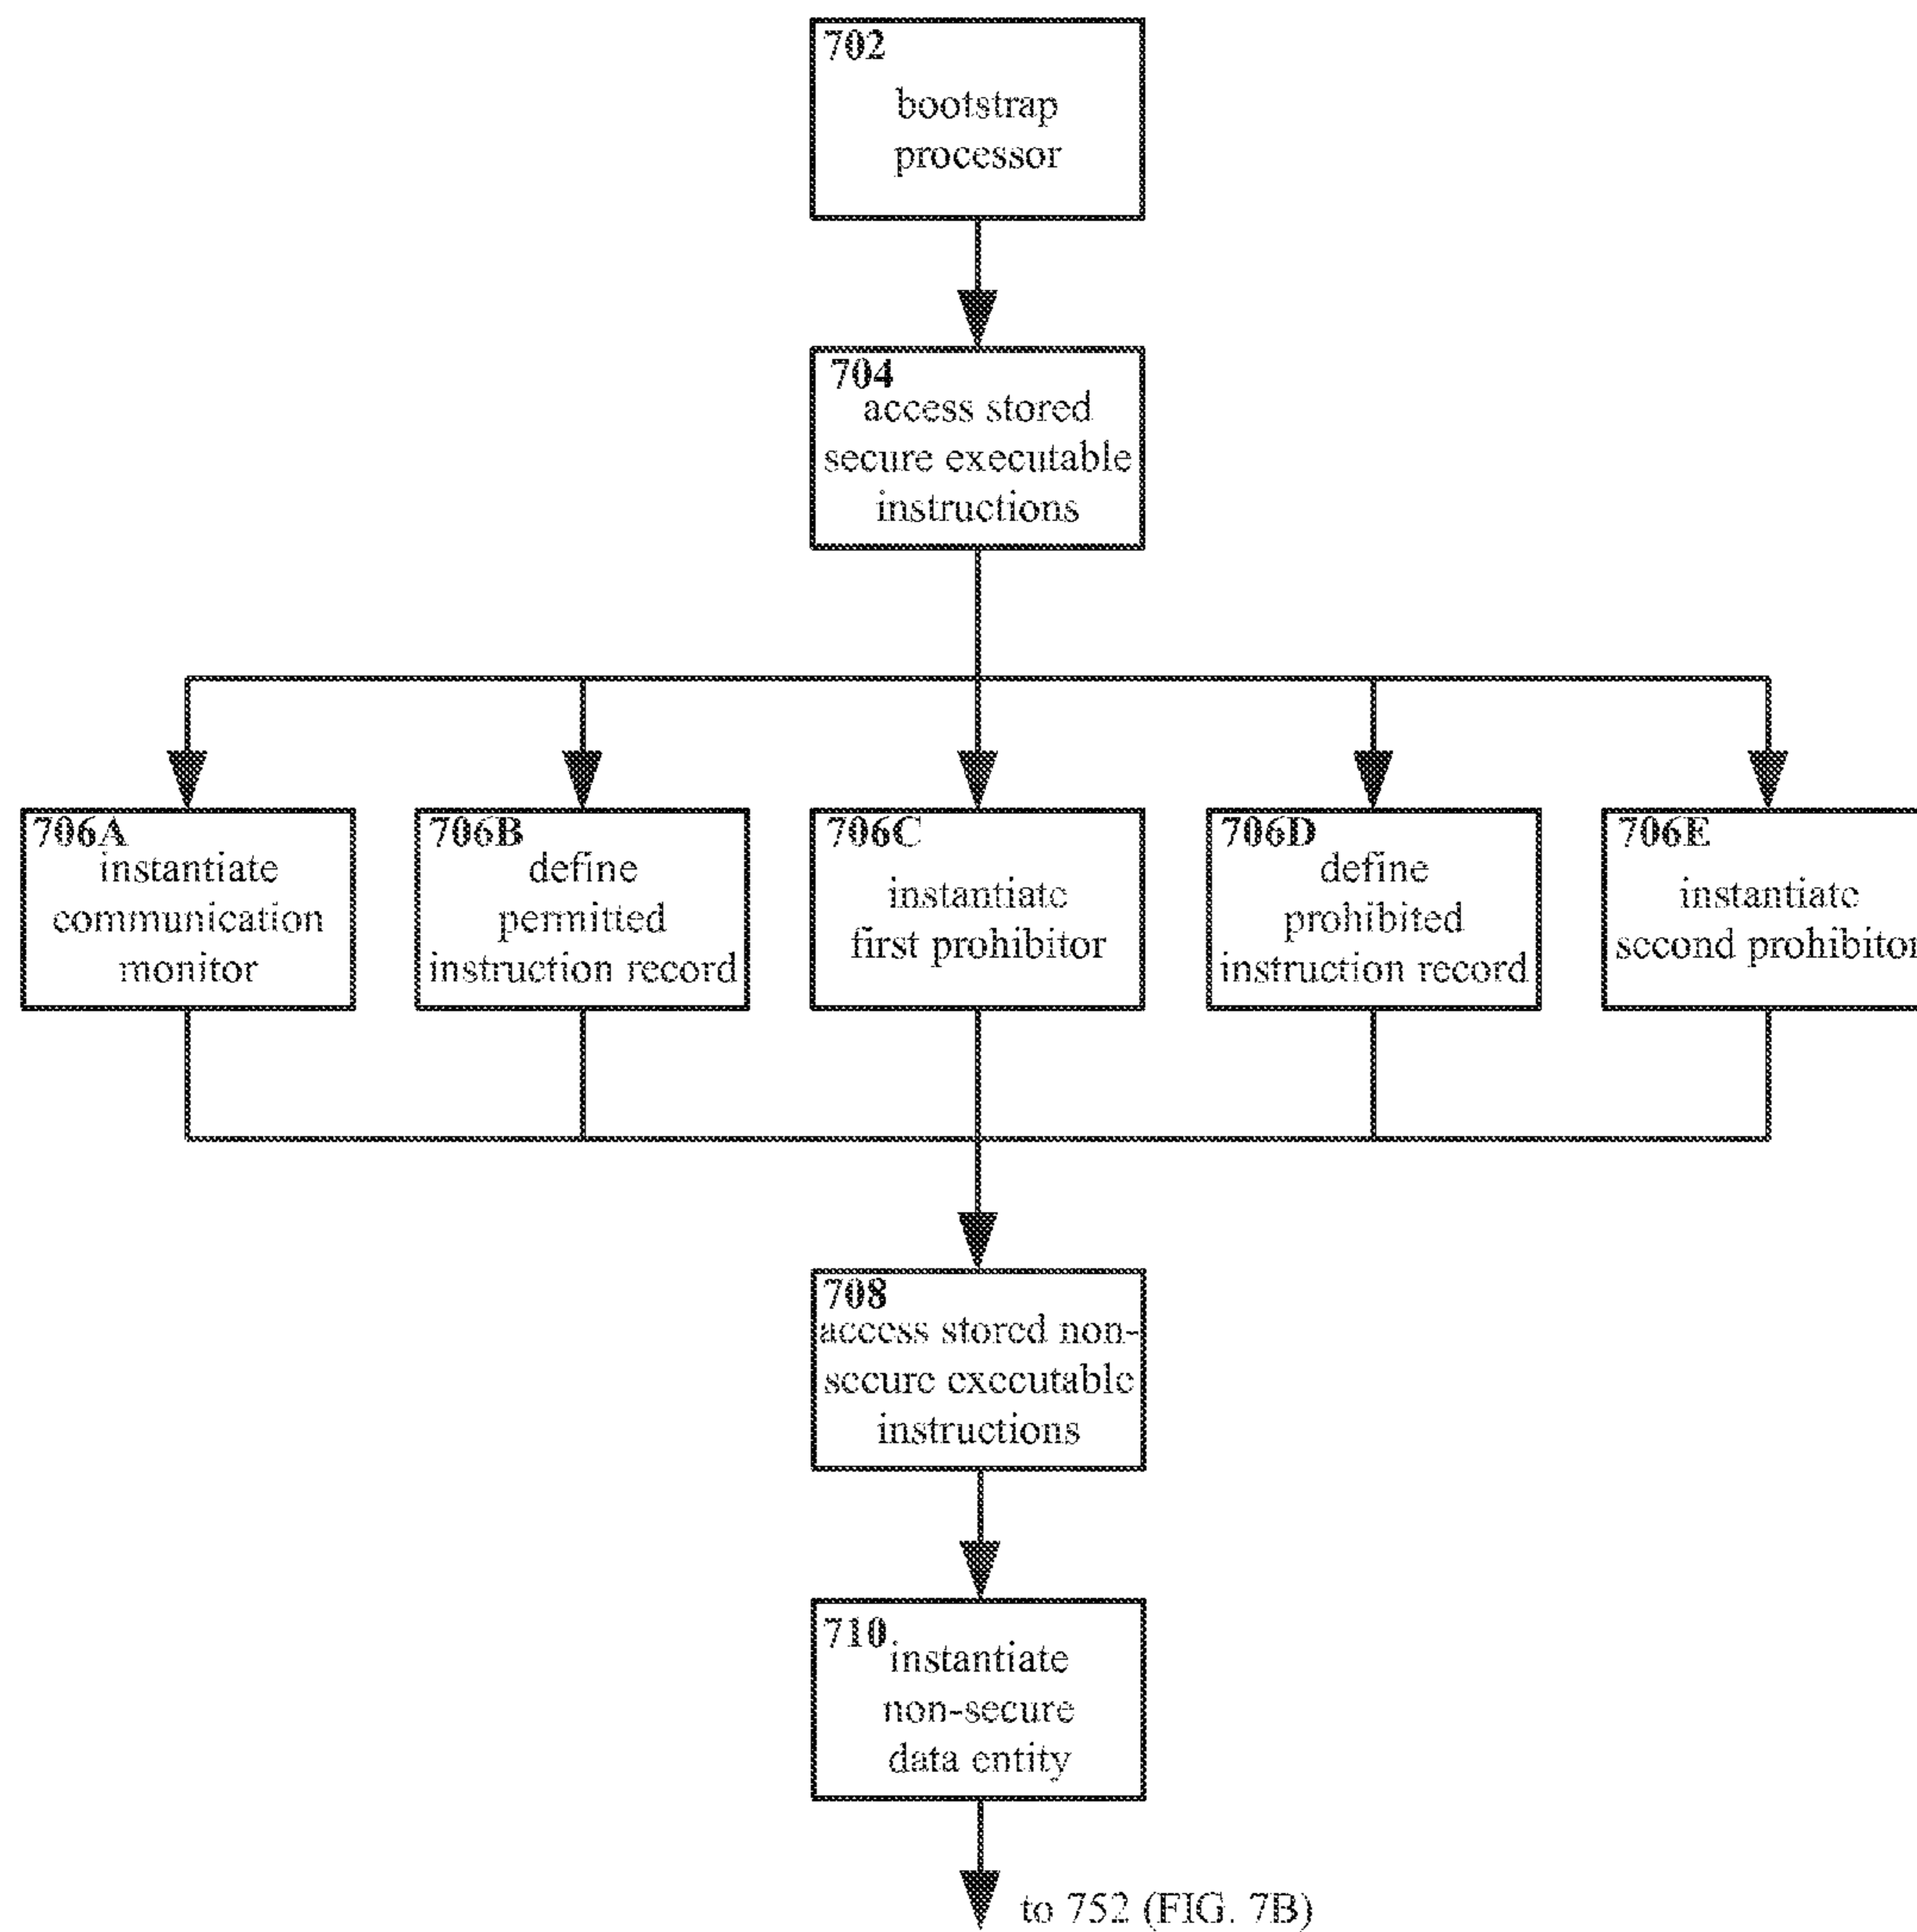 702
bootstrap
processor
704
access stored
secure executable
instructions
706A
instantiate
communication
monitor
706B
define
permitted
instruction record
706C
instantiate
first prohibitor
706D
define
prohibited
instruction record
706E
instantiate
second prohibitor
708
access stored non-
secure executable
instructions
710
instantiate
non-secure
data entity
to 752 (FIG. 7B)